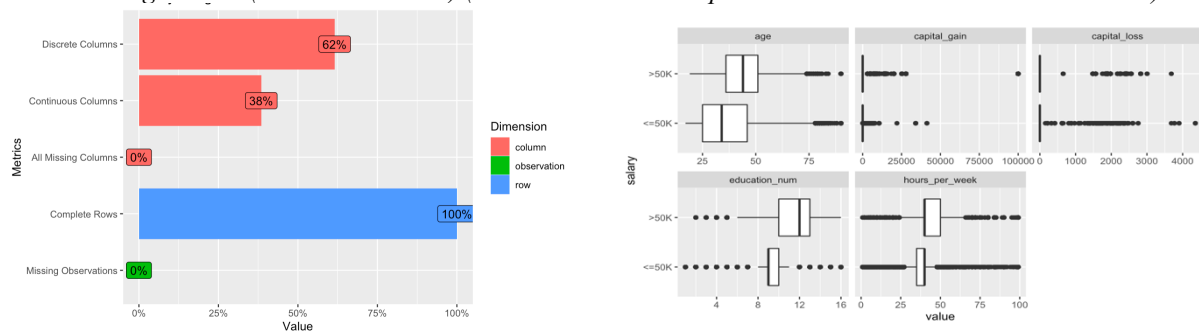 Discrete Columns
62%
Continuous Columns
38%
All Missing Columns
0%
Complete Rows
100%
Missing Observations
0%
Metrics
0% 25% 50% 75% 100%
Value
Dimension
column
observation
row
age capital_gain capital_loss
>50K
<=50K
25 50 75 0 25000 50000 75000 100000 0 1000 2000 3000 4000
salary
education_num hours_per_week
>50K
<=50K
4 8 12 16 0 25 50 75 100
value